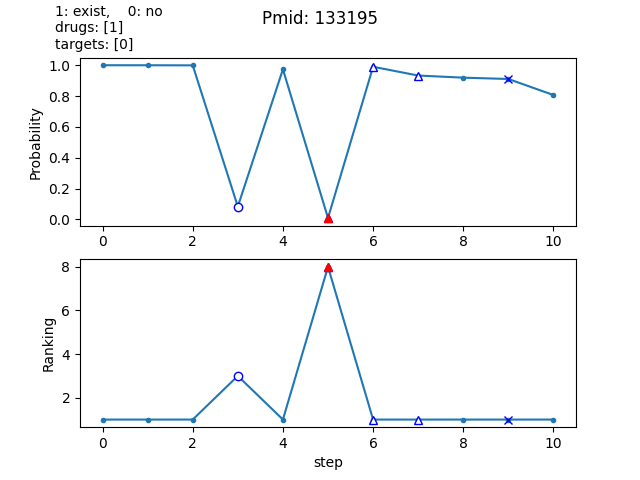 1: exist,    0: no
drugs: [1]
targets: [0]
Pmid: 133195
1.0
0.8
0.6
0.4
0.2
0.0
Probability
0 2 4 6 8 10
8
6
4
2
Ranking
0 2 4 6 8 10
step